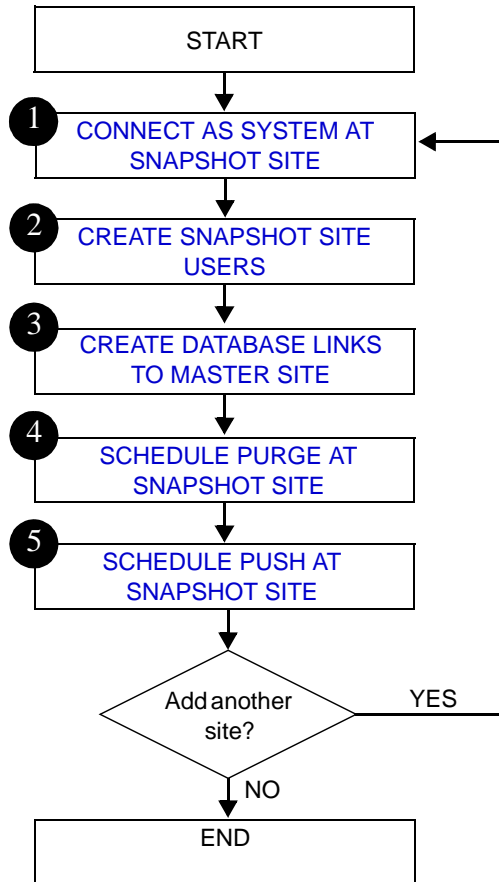 START
1
CONNECT AS SYSTEM AT
SNAPSHOT SITE
2
CREATE SNAPSHOT SITE
USERS
3
CREATE DATABASE LINKS
TO MASTER SITE
4
SCHEDULE PURGE AT
SNAPSHOT SITE
5
SCHEDULE PUSH AT
SNAPSHOT SITE
Add another
site?
YES
NO
END